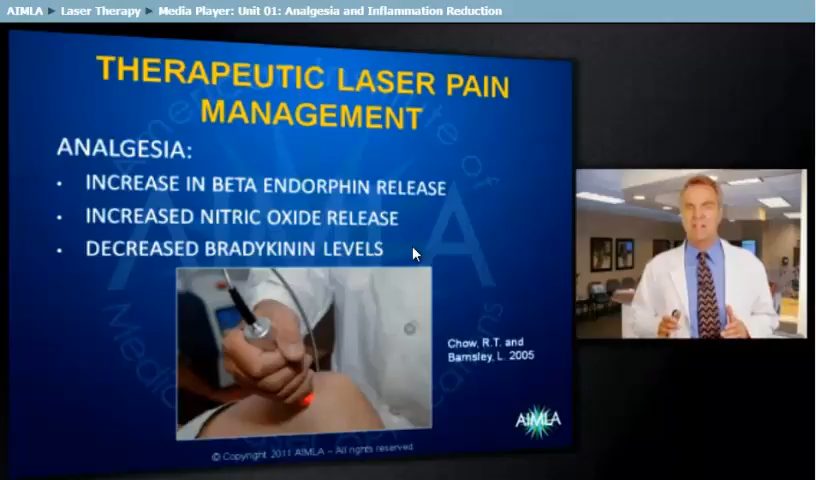 AIMLA ► Laser Therapy ► Media Player: Unit 01: Analgesia and Inflammation Reduction
THERAPEUTIC LASER PAIN
MANAGEMENT
ANALGESIA:
• INCREASE IN BETA ENDORPHIN RELEASE
• INCREASED NITRIC OXIDE RELEASE
• DECREASED BRADYKININ LEVELS
Chow, R.T. and
Barnsley, L. 2005
AIMLA
© Copyright 2011 AIMLA – All rights reserved